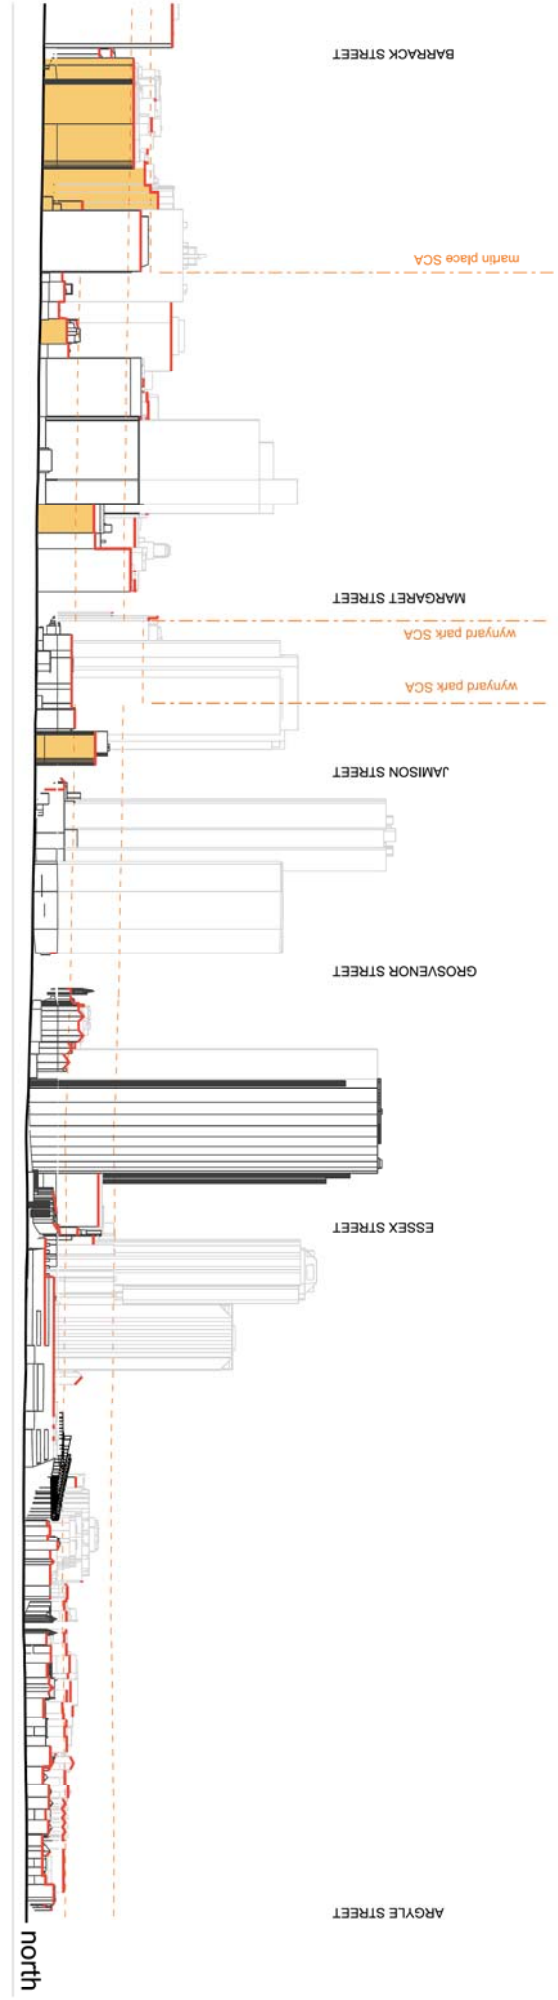 BARRACK STREET
martin place SCA
MARGARET STREET
wynyard park SCA
wynyard park SCA
JAMISON STREET
GROSVENOR STREET
ESSEX STREET
ARGYLE STREET
north